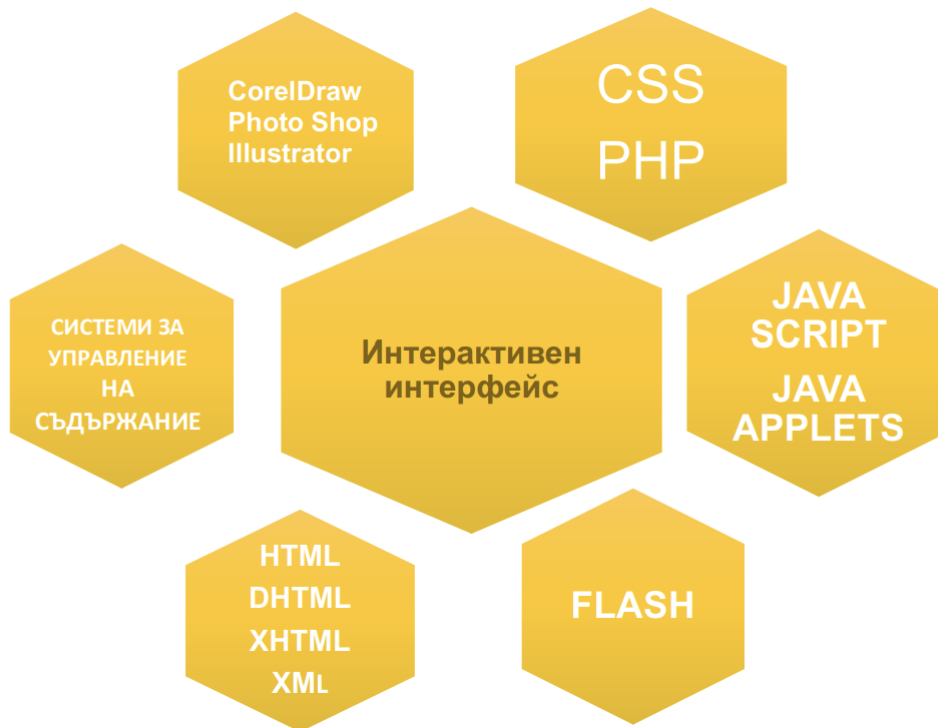 CorelDraw
Photo Shop
Illustrator
CSS
PHP
СИСТЕМИ ЗА
УПРАВЛЕНИЕ
НА
СЪДЪРЖАНИЕ
Интерактивен
интерфейс
JAVA
SCRIPT
JAVA
APPLETS
HTML
DHTML
XHTML
XML
FLASH